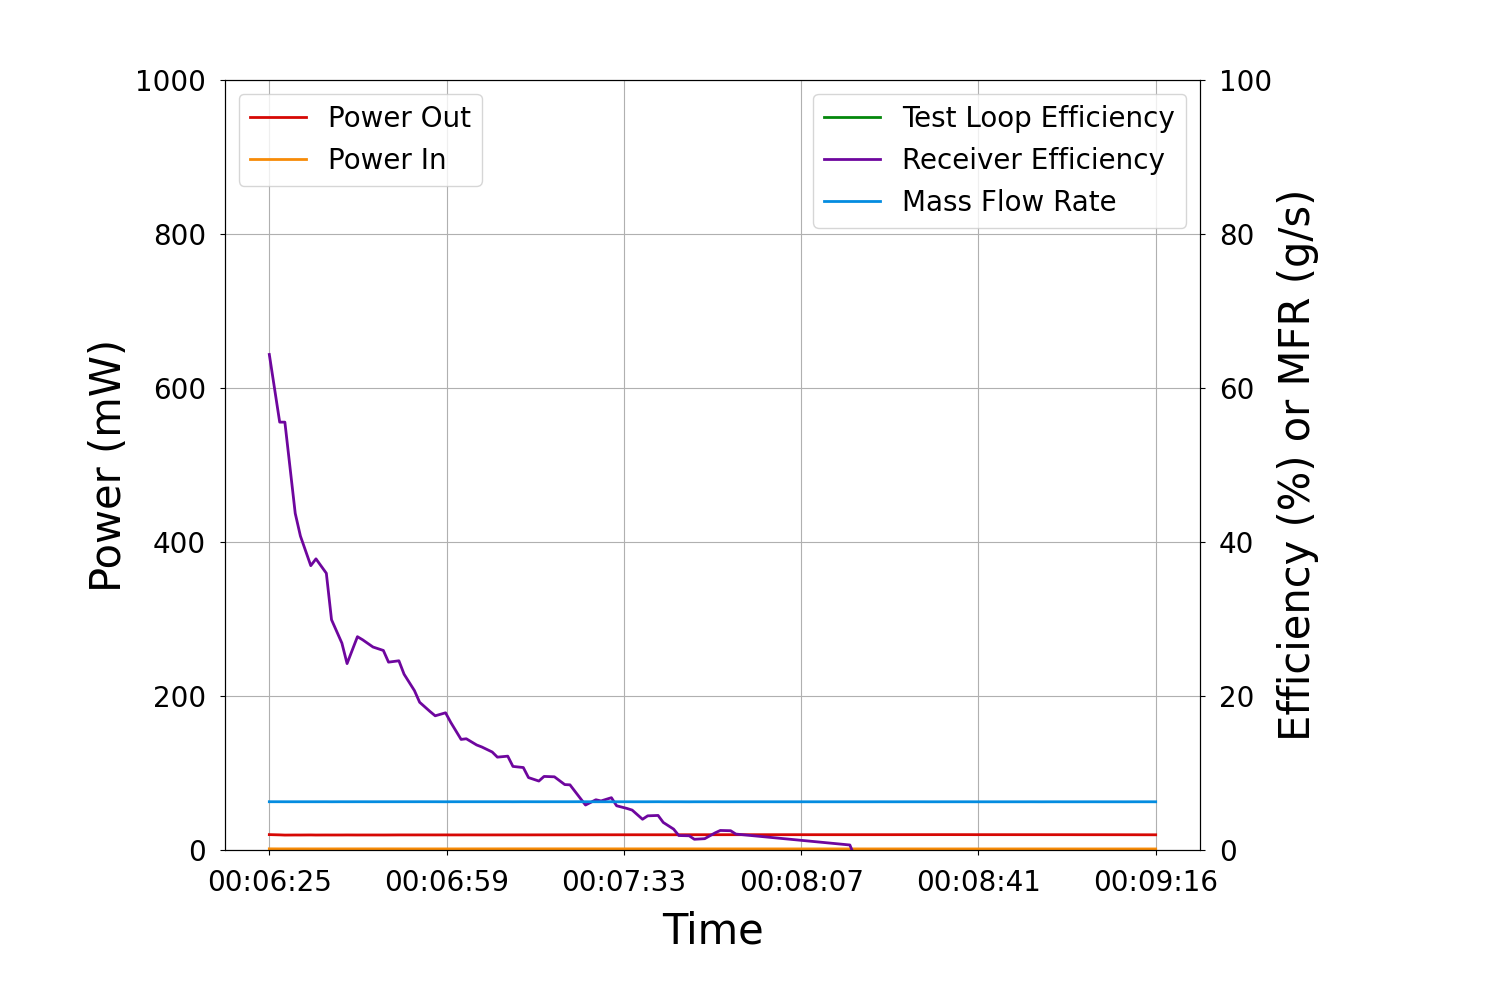 1000
800
600
400
200
0
Power (mW)
Power Out
Power In
Test Loop Efficiency
Receiver Efficiency
Mass Flow Rate
100
80
60
40
20
0
Efficiency (%) or MFR (g/s)
00:06:25 00:06:59 00:07:33 00:08:07 00:08:41 00:09:16
Time